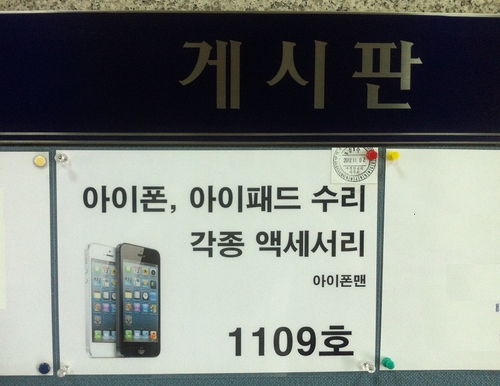 게시판
아이폰, 아이패드 수리
각종 액세서리
아이폰맨
1109호